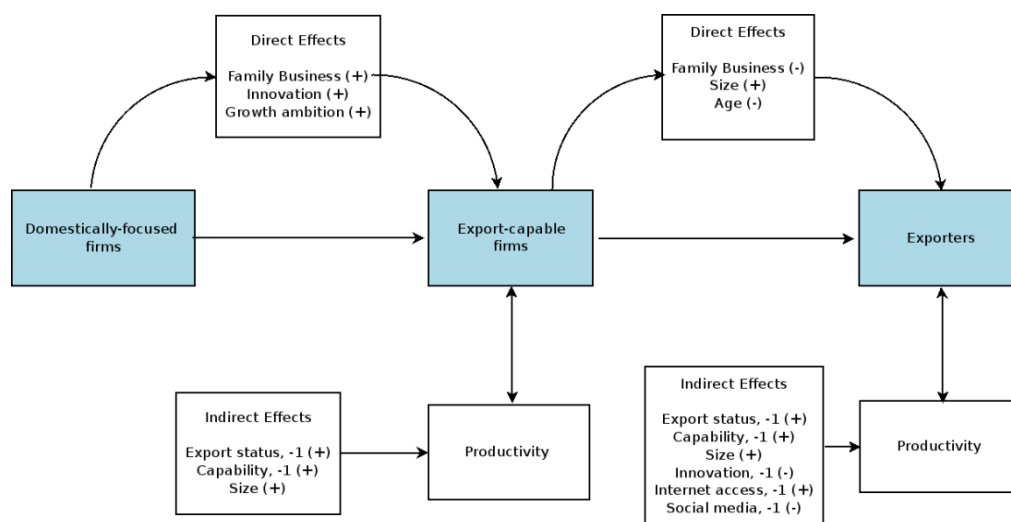 Direct Effects
Family Business (+)
Innovation (+)
Growth ambition (+)
Direct Effects
Family Business (-)
Size (+)
Age (-)
Domestically-focused
firms
Export-capable
firms
Exporters
Indirect Effects
Export status, -1 (+)
Capability, -1 (+)
Size (+)
Productivity
Indirect Effects
Export status, -1 (+)
Capability, -1 (+)
Size (+)
Innovation, -1 (-)
Internet access, -1 (+)
Social media, -1 (-)
Productivity